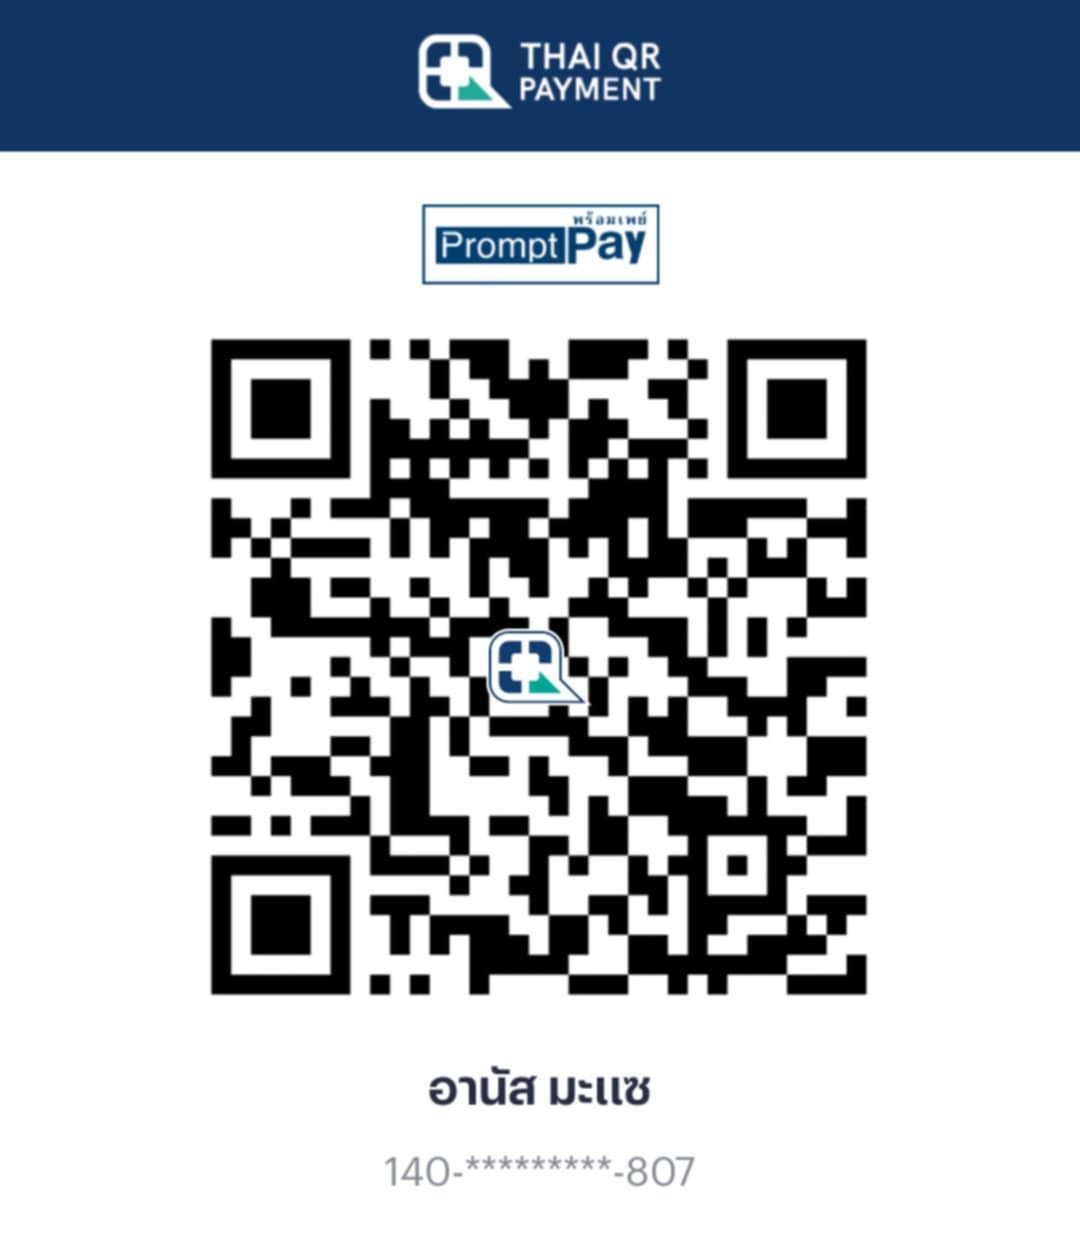 THAI QR
PAYMENT
พร้อมเพย์
PromptPay
อานัส มะแซ
140-*********-807